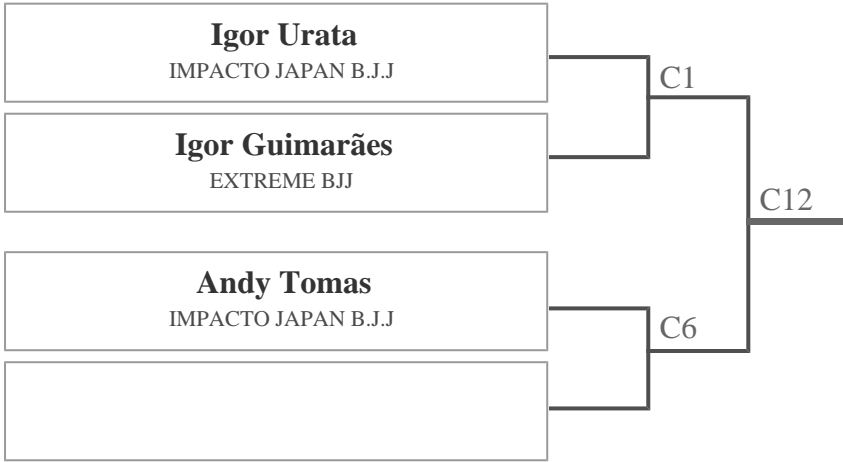 Igor Urata
IMPACTO JAPAN B.J.J
C1
Igor Guimarães
EXTREME BJJ
C12
Andy Tomas
IMPACTO JAPAN B.J.J
C6